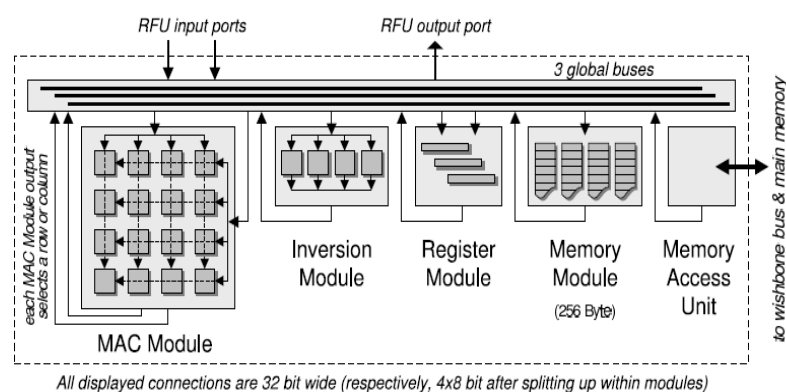 RFU input ports
RFU output port
3 global buses
each MAC Module output
selects a row or column
MAC Module
Inversion
Module
Register
Module
Memory
Module
(256 Byte)
Memory
Access
Unit
to wishbone bus & main memory
All displayed connections are 32 bit wide (respectively, 4x8 bit after splitting up within modules)